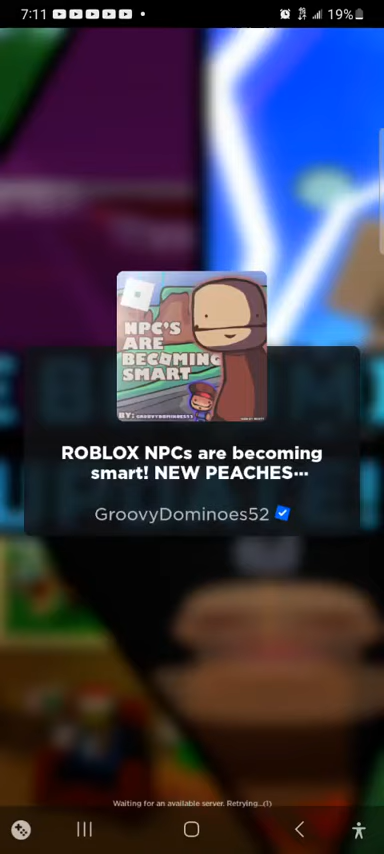 7:11
19%
NPC'S
ARE
BECOMING
SMART
BY: GROOVYDOMINOES52
ROBLOX NPCs are becoming
smart! NEW PEACHES...
GroovyDominoes52
Waiting for an available server. Retrying...(1)